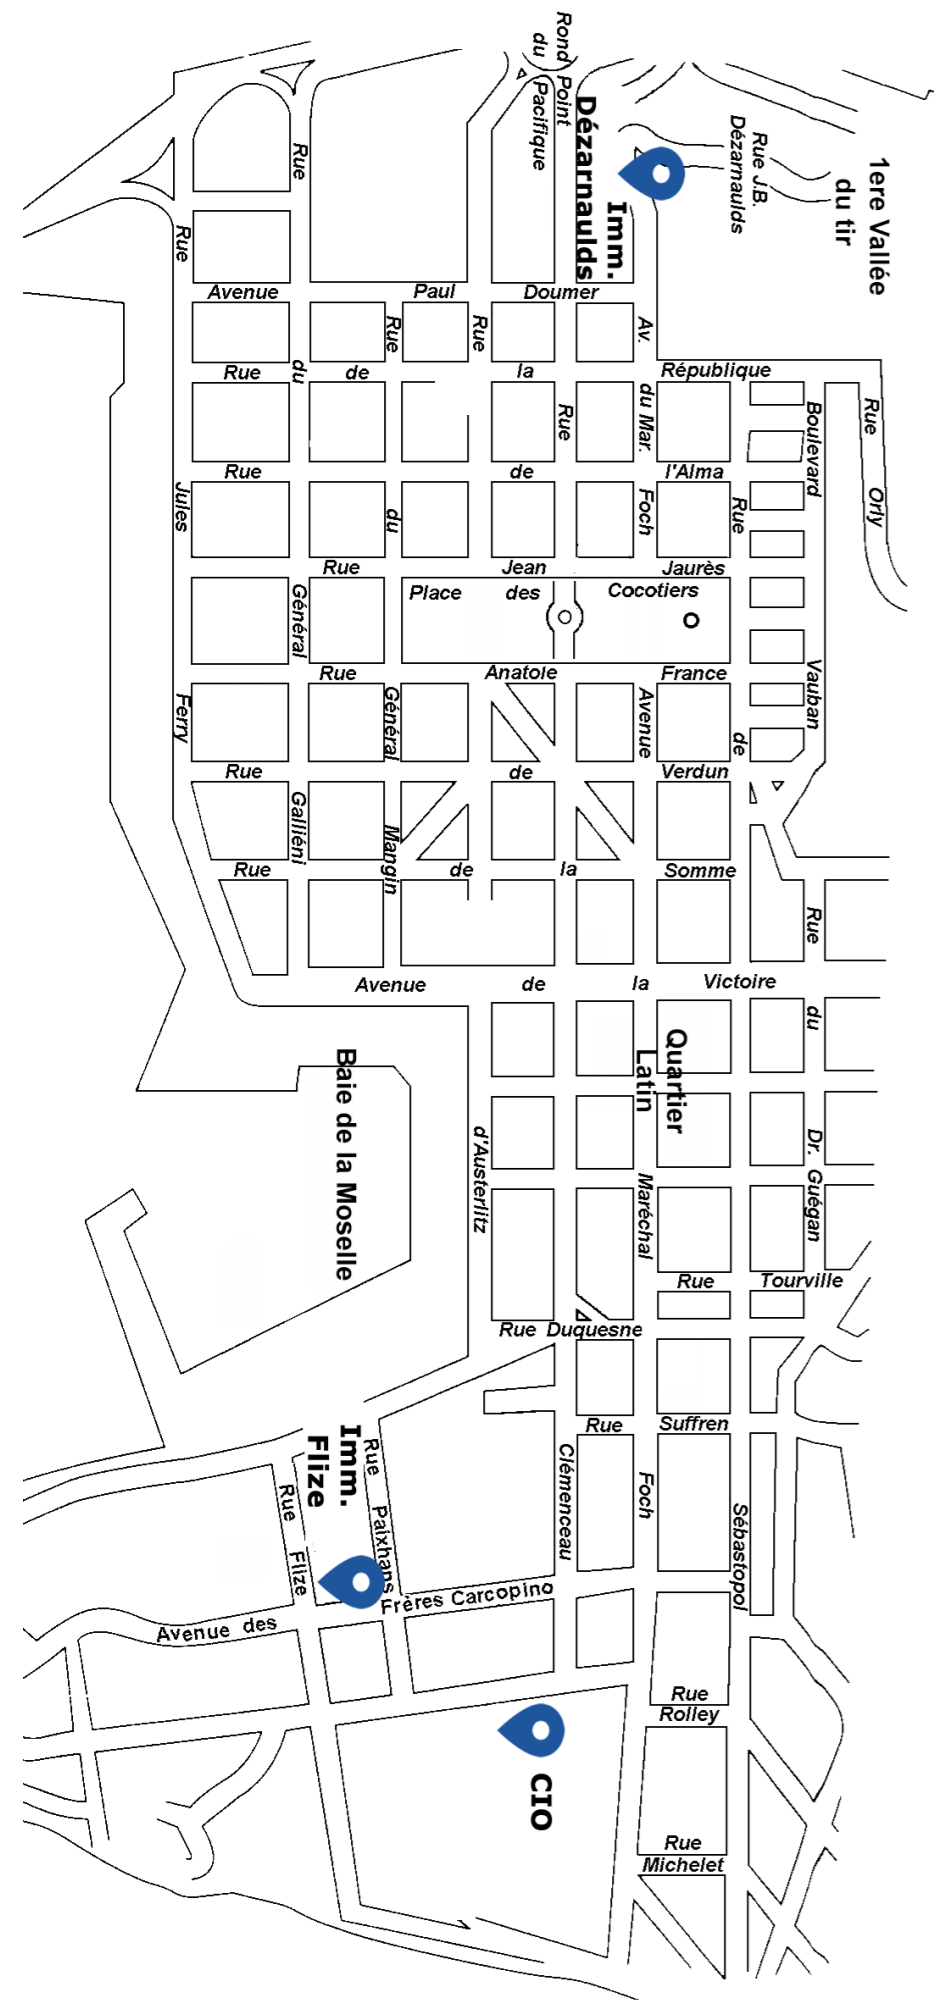 Rond Point
du Pacifique
Imm.
Dézarnaulds
Rue J.B.
Dézarnaulds
1ere Vallée
du tir
Rue
Rue
Avenue Paul Doumer
Rue
Rue
Av.
Rue du de la République
Rue
du Mar.
Boulevard
Rue
Rue de l'Alma
Jules
du
Foch
Rue
Orly
Rue Jean Jaurès
Place des Cocotiers
Général
Rue Anatole France
Ferry
Général
Avenue
de
Vauban
Rue de Verdun
Galliéni
Mangin
Rue de la Somme
Rue
Avenue de la Victoire
du
Quartier
Latin
Baie de la Moselle
d'Austerlitz
Dr.
Maréchal
Guégan
Rue Tourville
Rue Duquesne
Rue Suffren
Imm.
Flize
Rue
Paixhans
Clémenceau
Foch
Sébastopol
Rue
Flize
Avenue des Frères Carcopino
Rue
Rolley
CIO
Rue
Michelet